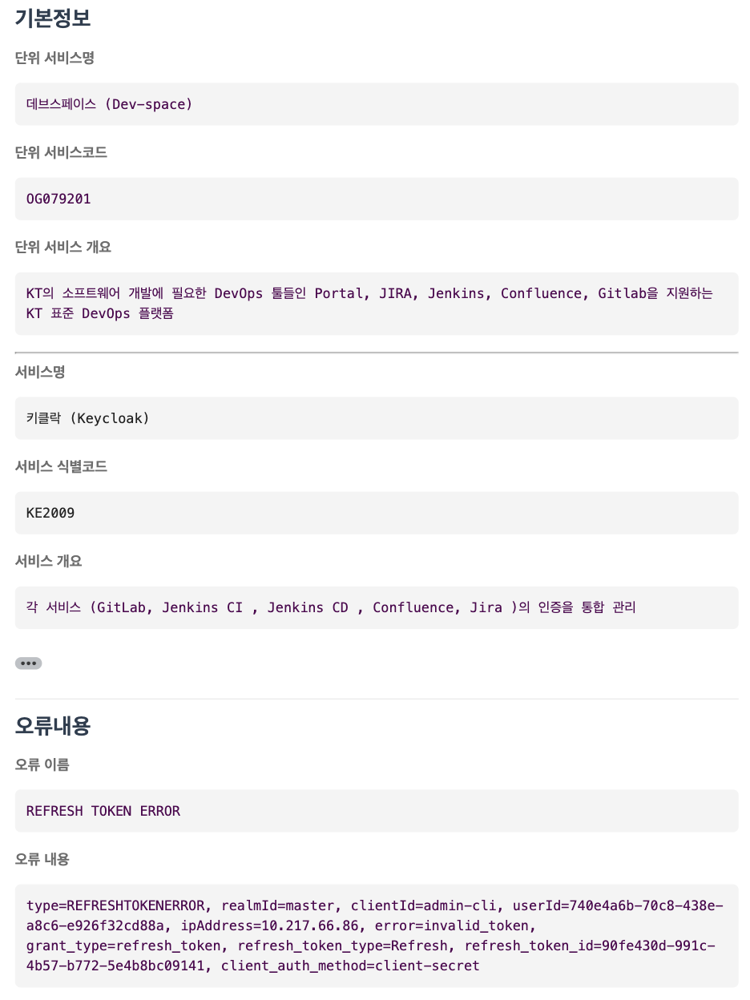 기본정보
단위 서비스명
데브스페이스 (Dev-space)
단위 서비스코드
OG079201
단위 서비스 개요
KT의 소프트웨어 개발에 필요한 DevOps 툴들인 Portal, JIRA, Jenkins, Confluence, Gitlab을 지원하는
KT 표준 DevOps 플랫폼
서비스명
키클락 (Keycloak)
서비스 식별코드
KE2009
서비스 개요
각 서비스 (GitLab, Jenkins CI , Jenkins CD , Confluence, Jira )의 인증을 통합 관리
•••
오류내용
오류 이름
REFRESH TOKEN ERROR
오류 내용
type=REFRESHTOKENERROR, realmId=master, clientId=admin-cli, userId=740e4a6b-70c8-438e-
a8c6-e926f32cd88a, ipAddress=10.217.66.86, error=invalid_token,
grant_type=refresh_token, refresh_token_type=Refresh, refresh_token_id=90fe430d-991c-
4b57-b772-5e4b8bc09141, client_auth_method=client-secret